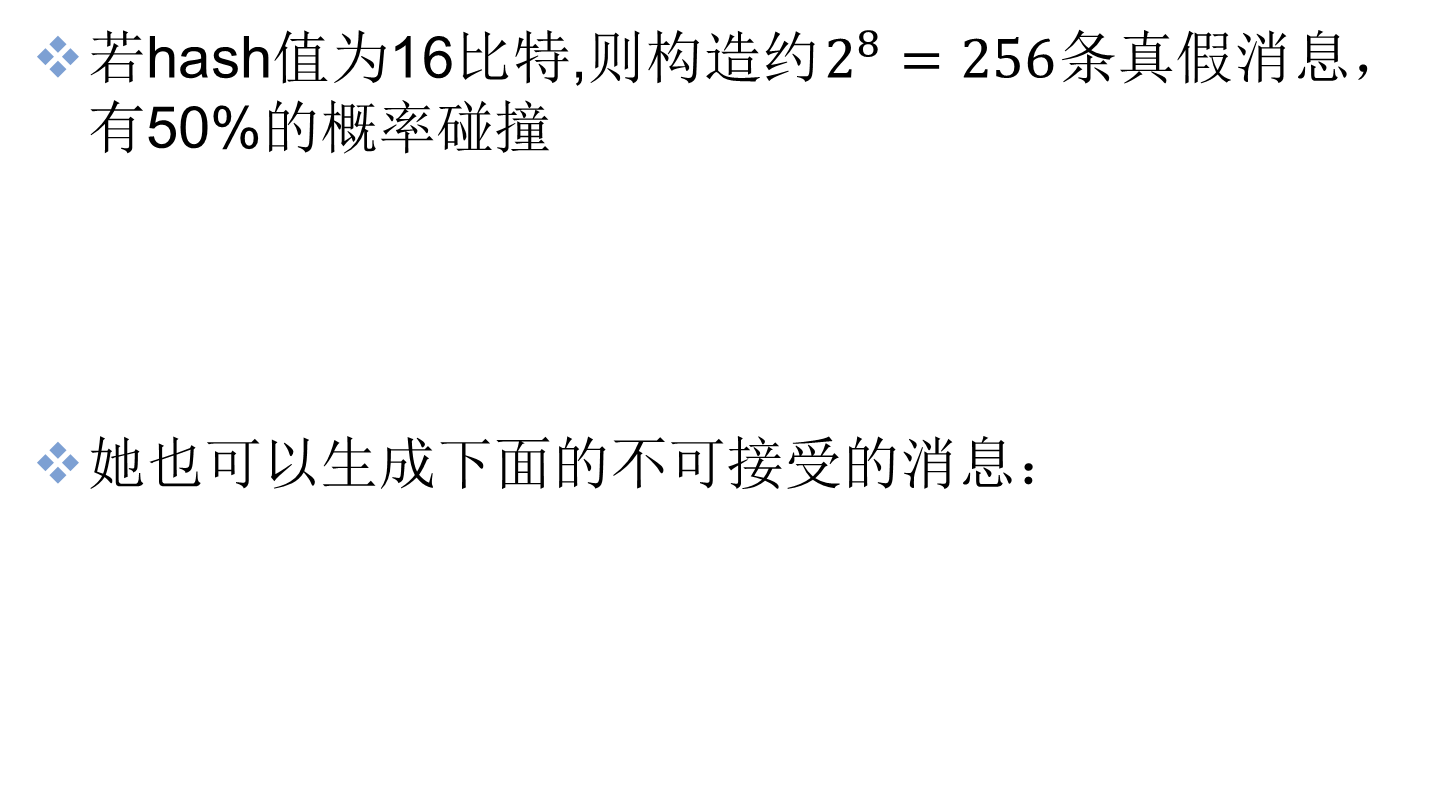 若hash值为16比特,则构造约2⁸ = 256条真假消息，
有50%的概率碰撞
她也可以生成下面的不可接受的消息：